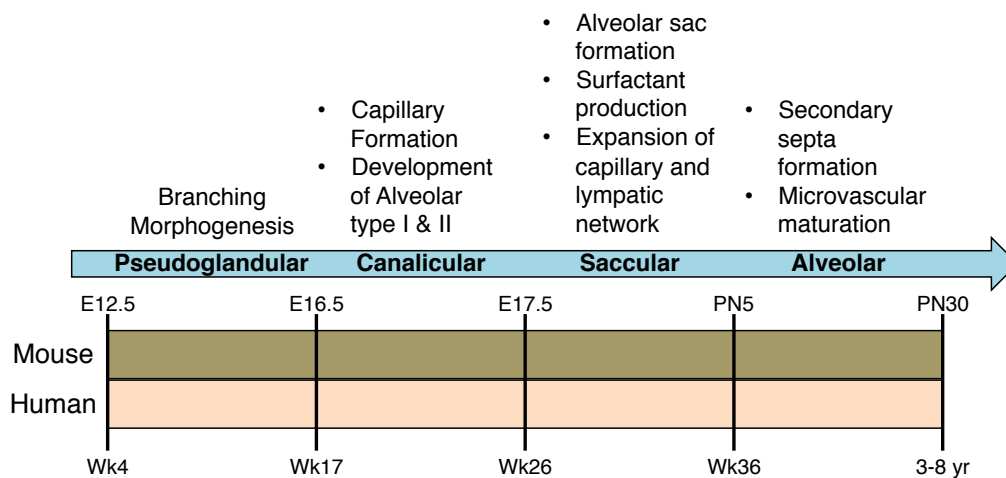 Branching
Morphogenesis
• Capillary
Formation
• Development
of Alveolar
type I & II
• Alveolar sac
formation
• Surfactant
production
• Expansion of
capillary and
lympatic
network
• Secondary
septa
formation
• Microvascular
maturation
Pseudoglandular Canalicular Saccular Alveolar
E12.5 E16.5 E17.5 PN5 PN30
Mouse
Human
Wk4 Wk17 Wk26 Wk36 3-8 yr